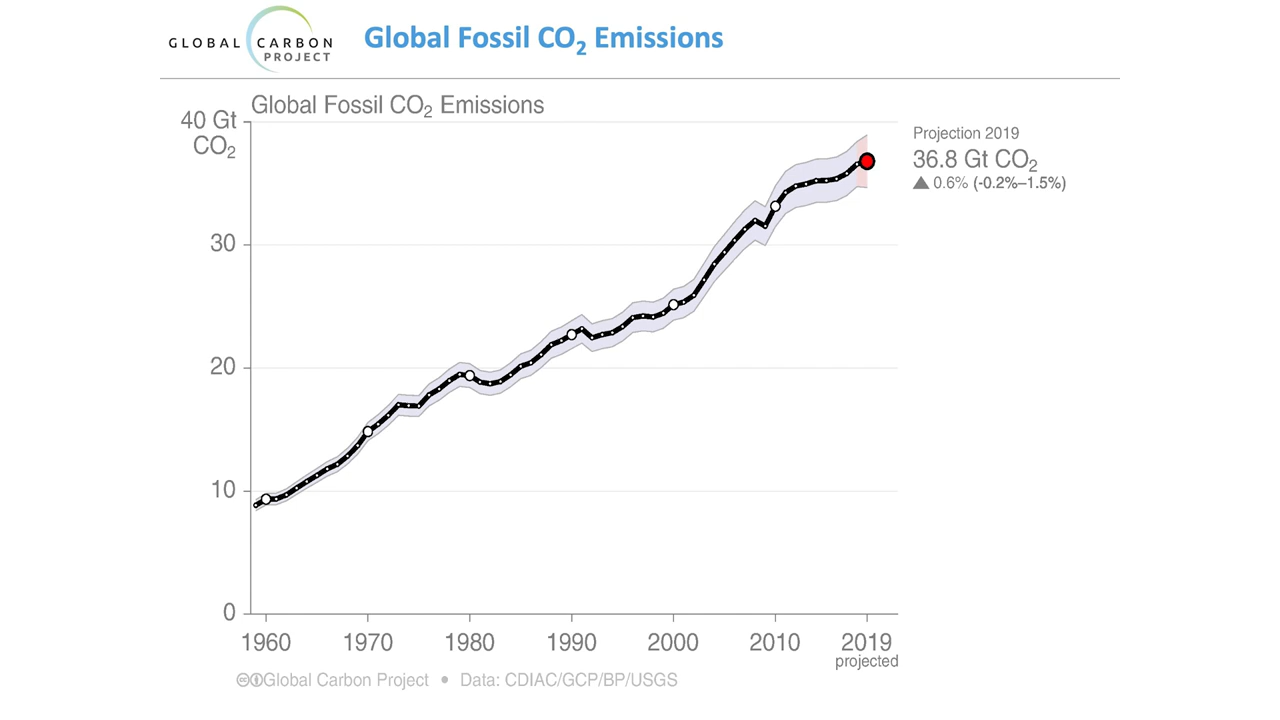 GLOBAL CARBON
PROJECT
Global Fossil CO₂ Emissions
Global Fossil CO₂ Emissions
40 Gt
CO₂
30
20
10
0
1960 1970 1980 1990 2000 2010 2019
projected
Projection 2019
36.8 Gt CO₂
▲ 0.6% (-0.2%–1.5%)
Global Carbon Project • Data: CDIAC/GCP/BP/USGS